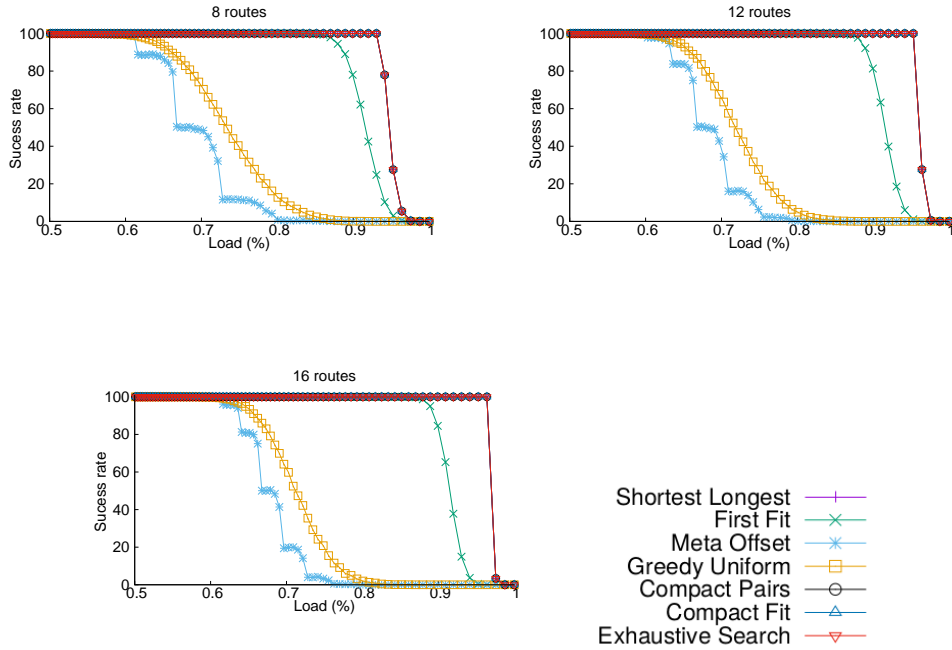 8 routes
100
80
60
40
20
0
Sucess rate
0.5 0.6 0.7 0.8 0.9 1
Load (%)
12 routes
100
80
60
40
20
0
Sucess rate
0.5 0.6 0.7 0.8 0.9 1
Load (%)
16 routes
100
80
60
40
20
0
Sucess rate
0.5 0.6 0.7 0.8 0.9 1
Load (%)
Shortest Longest
First Fit
Meta Offset
Greedy Uniform
Compact Pairs
Compact Fit
Exhaustive Search